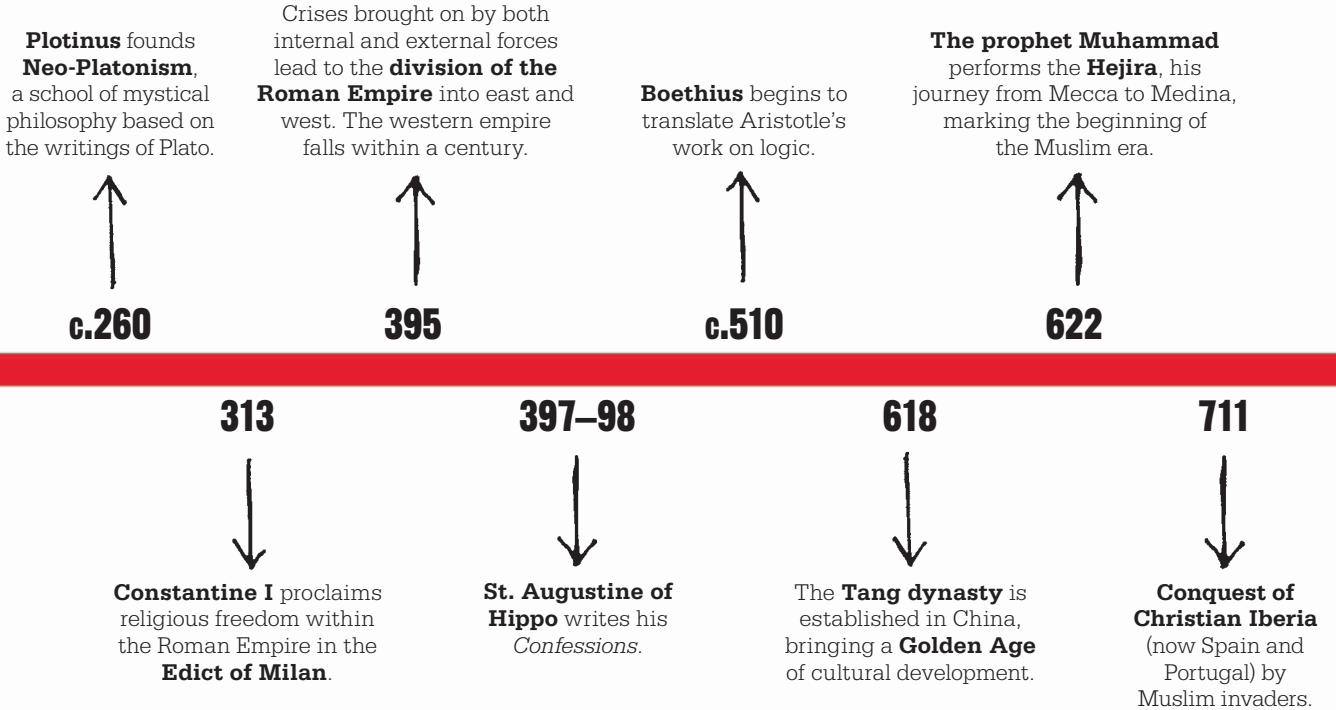 Plotinus founds
Neo-Platonism,
a school of mystical
philosophy based on
the writings of Plato.
c.260
313
Constantine I proclaims
religious freedom within
the Roman Empire in the
Edict of Milan.
Crises brought on by both
internal and external forces
lead to the division of the
Roman Empire into east and
west. The western empire
falls within a century.
395
397–98
St. Augustine of
Hippo writes his
Confessions.
Boethius begins to
translate Aristotle’s
work on logic.
c.510
618
The Tang dynasty is
established in China,
bringing a Golden Age
of cultural development.
The prophet Muhammad
performs the Hejira, his
journey from Mecca to Medina,
marking the beginning of
the Muslim era.
622
711
Conquest of
Christian Iberia
(now Spain and
Portugal) by
Muslim invaders.